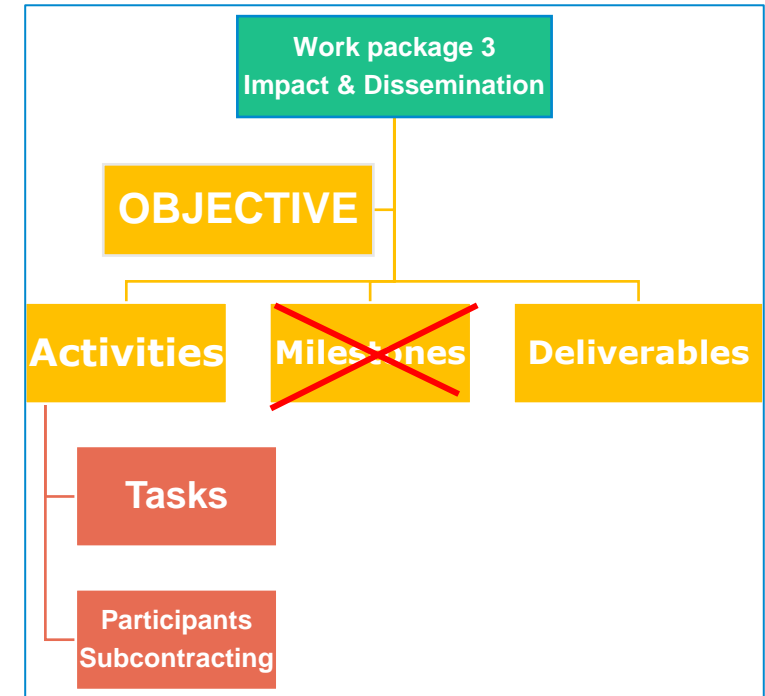 Work package 3
Impact & Dissemination
OBJECTIVE
Activities
Milestones
Deliverables
Tasks
Participants
Subcontracting